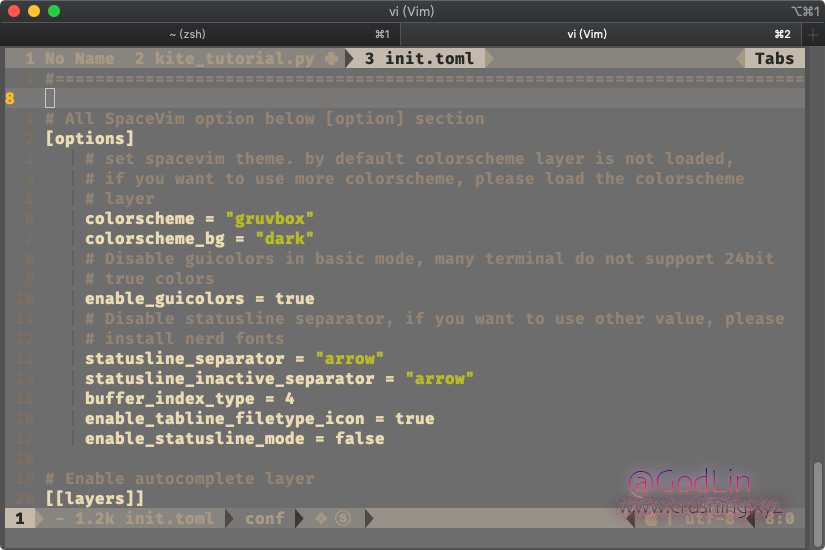 vi (Vim)
⌥⌘1
~ (zsh) ⌘1 vi (Vim) ⌘2 +
1 No Name 2 kite_tutorial.py 3 init.toml Tabs
1 #============================================================================
8
1 # All SpaceVim option below [option] section
2 [options]
3 # set spacevim theme. by default colorscheme layer is not loaded,
4 # if you want to use more colorscheme, please load the colorscheme
5 # layer
6 colorscheme = "gruvbox"
7 colorscheme_bg = "dark"
8 # Disable guicolors in basic mode, many terminal do not support 24bit
9 # true colors
10 enable_guicolors = true
11 # Disable statusline separator, if you want to use other value, please
12 # install nerd fonts
13 statusline_separator = "arrow"
14 statusline_inactive_separator = "arrow"
15 buffer_index_type = 4
16 enable_tabline_filetype_icon = true
17 enable_statusline_mode = false
18
19 # Enable autocomplete layer
20 [[layers]]
@GodLin
www.crushing.xyz
1 - 1.2k init.toml conf ❖ Ⓢ | utf-8 8:0